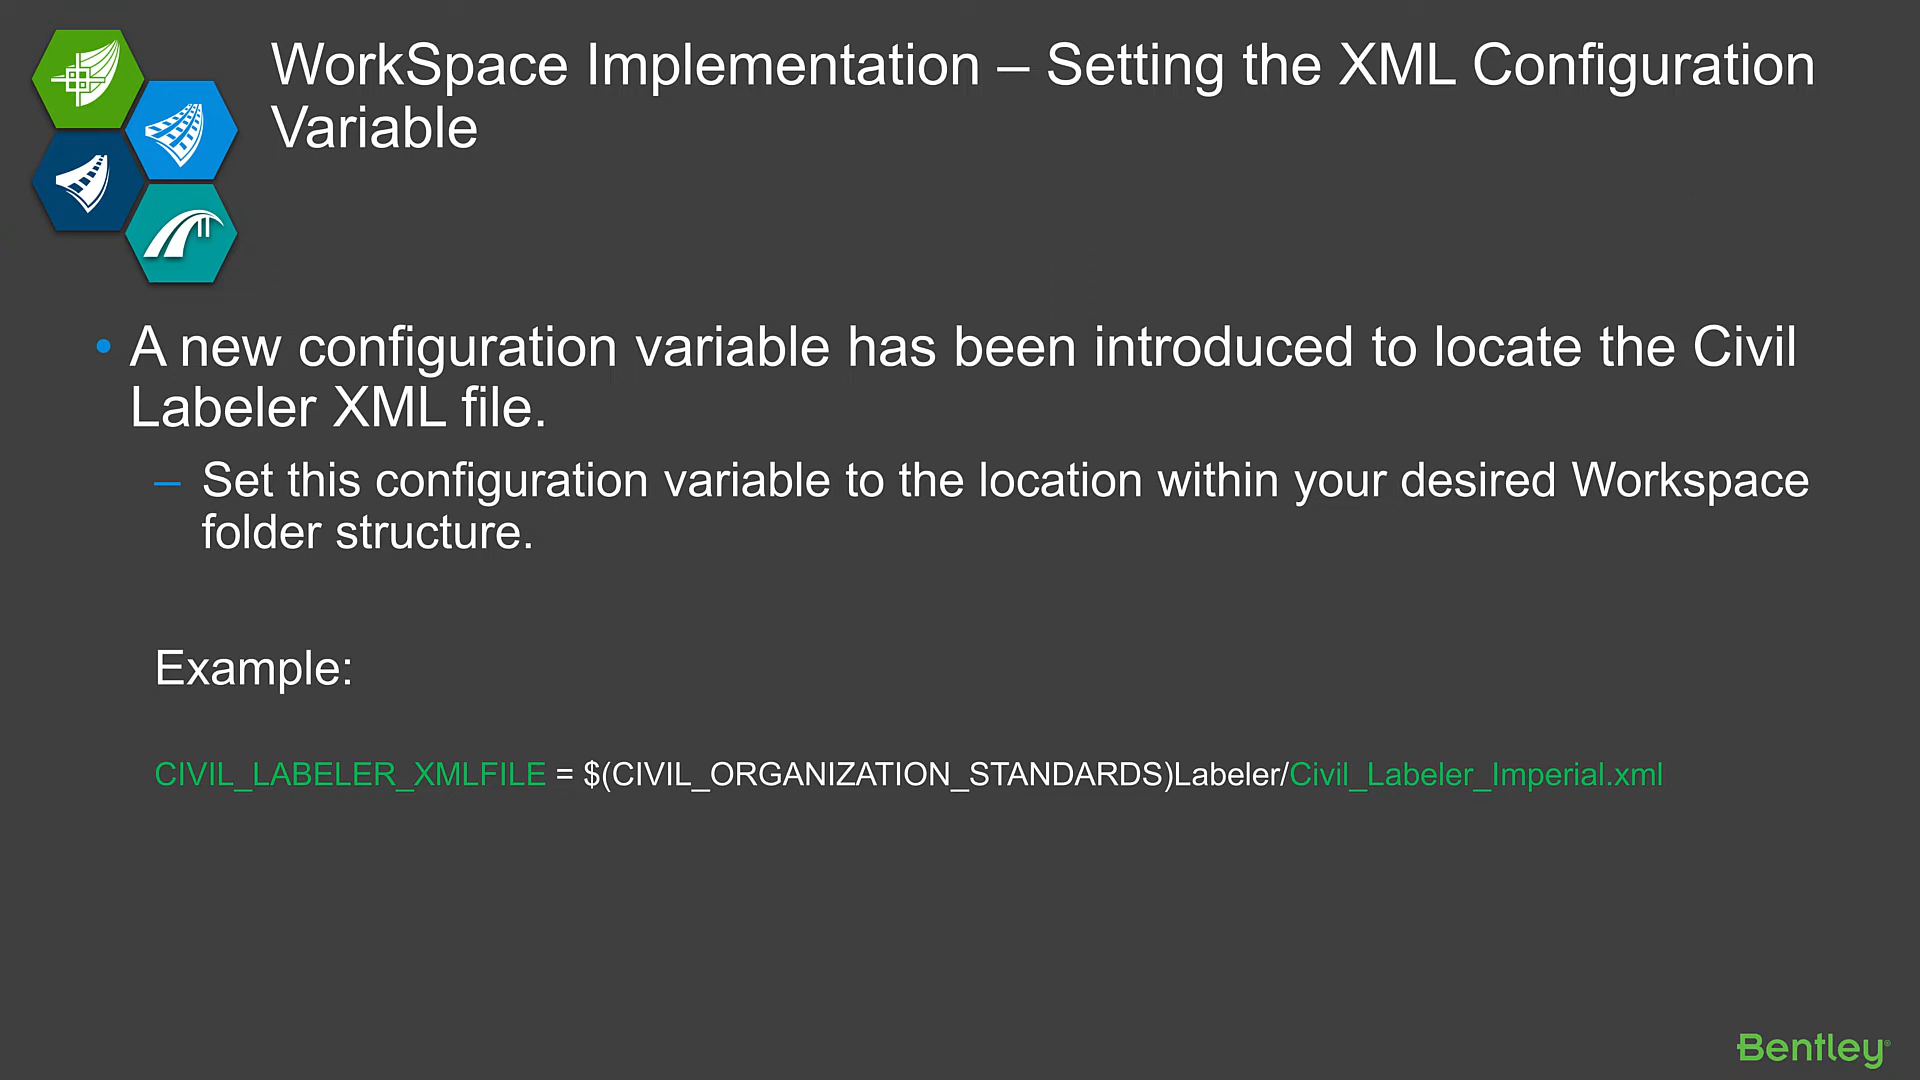 WorkSpace Implementation – Setting the XML Configuration
Variable
• A new configuration variable has been introduced to locate the Civil
Labeler XML file.
– Set this configuration variable to the location within your desired Workspace
folder structure.
Example:
CIVIL_LABELER_XMLFILE = $(CIVIL_ORGANIZATION_STANDARDS)Labeler/Civil_Labeler_Imperial.xml
Bentley®